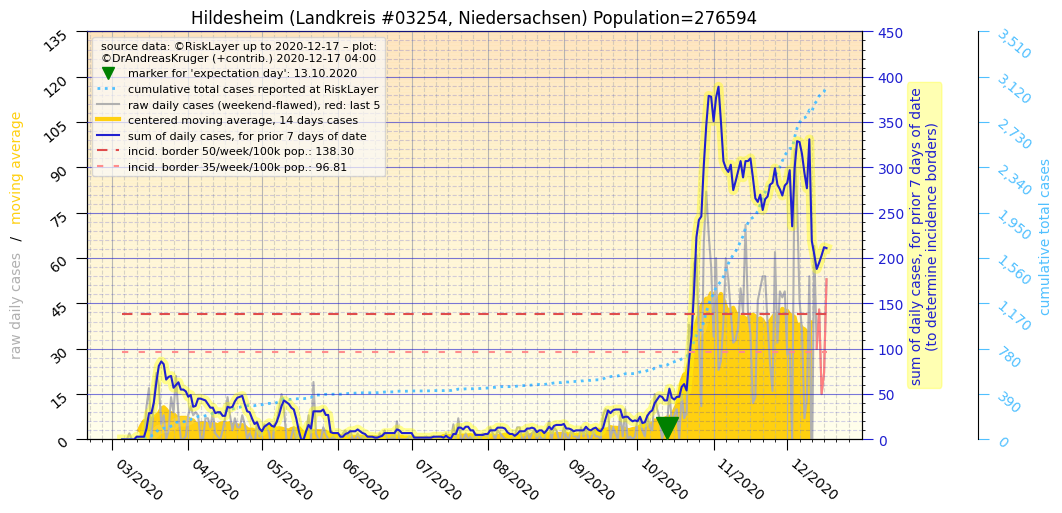 Hildesheim (Landkreis #03254, Niedersachsen) Population=276594
source data: ©RiskLayer up to 2020-12-17 – plot:
©DrAndreasKruger (+contrib.) 2020-12-17 04:00
marker for 'expectation day': 13.10.2020
cumulative total cases reported at RiskLayer
raw daily cases (weekend-flawed), red: last 5
centered moving average, 14 days cases
sum of daily cases, for prior 7 days of date
incid. border 50/week/100k pop.: 138.30
incid. border 35/week/100k pop.: 96.81
raw daily cases / moving average
135
120
105
90
75
60
45
30
15
0
03/2020
04/2020
05/2020
06/2020
07/2020
08/2020
09/2020
10/2020
11/2020
12/2020
450
400
350
300
250
200
150
100
50
0
sum of daily cases, for prior 7 days of date
(to determine incidence borders)
3,510
3,120
2,730
2,340
1,950
1,560
1,170
780
390
0
cumulative total cases